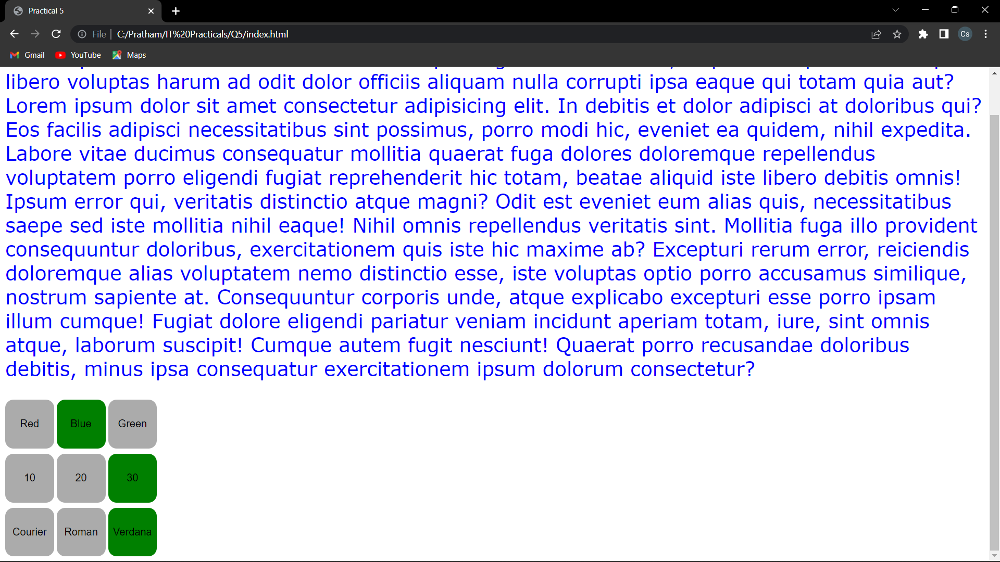 Practical 5
File | C:/Pratham/IT%20Practicals/Q5/index.html
Cs
Gmail YouTube Maps
libero voluptas harum ad odit dolor officiis aliquam nulla corrupti ipsa eaque qui totam quia aut?
Lorem ipsum dolor sit amet consectetur adipisicing elit. In debitis et dolor adipisci at doloribus qui?
Eos facilis adipisci necessitatibus sint possimus, porro modi hic, eveniet ea quidem, nihil expedita.
Labore vitae ducimus consequatur mollitia quaerat fuga dolores doloremque repellendus
voluptatem porro eligendi fugiat reprehenderit hic totam, beatae aliquid iste libero debitis omnis!
Ipsum error qui, veritatis distinctio atque magni? Odit est eveniet eum alias quis, necessitatibus
saepe sed iste mollitia nihil eaque! Nihil omnis repellendus veritatis sint. Mollitia fuga illo provident
consequuntur doloribus, exercitationem quis iste hic maxime ab? Excepturi rerum error, reiciendis
doloremque alias voluptatem nemo distinctio esse, iste voluptas optio porro accusamus similique,
nostrum sapiente at. Consequuntur corporis unde, atque explicabo excepturi esse porro ipsam
illum cumque! Fugiat dolore eligendi pariatur veniam incidunt aperiam totam, iure, sint omnis
atque, laborum suscipit! Cumque autem fugit nesciunt! Quaerat porro recusandae doloribus
debitis, minus ipsa consequatur exercitationem ipsum dolorum consectetur?
Red Blue Green
10 20 30
Courier Roman Verdana